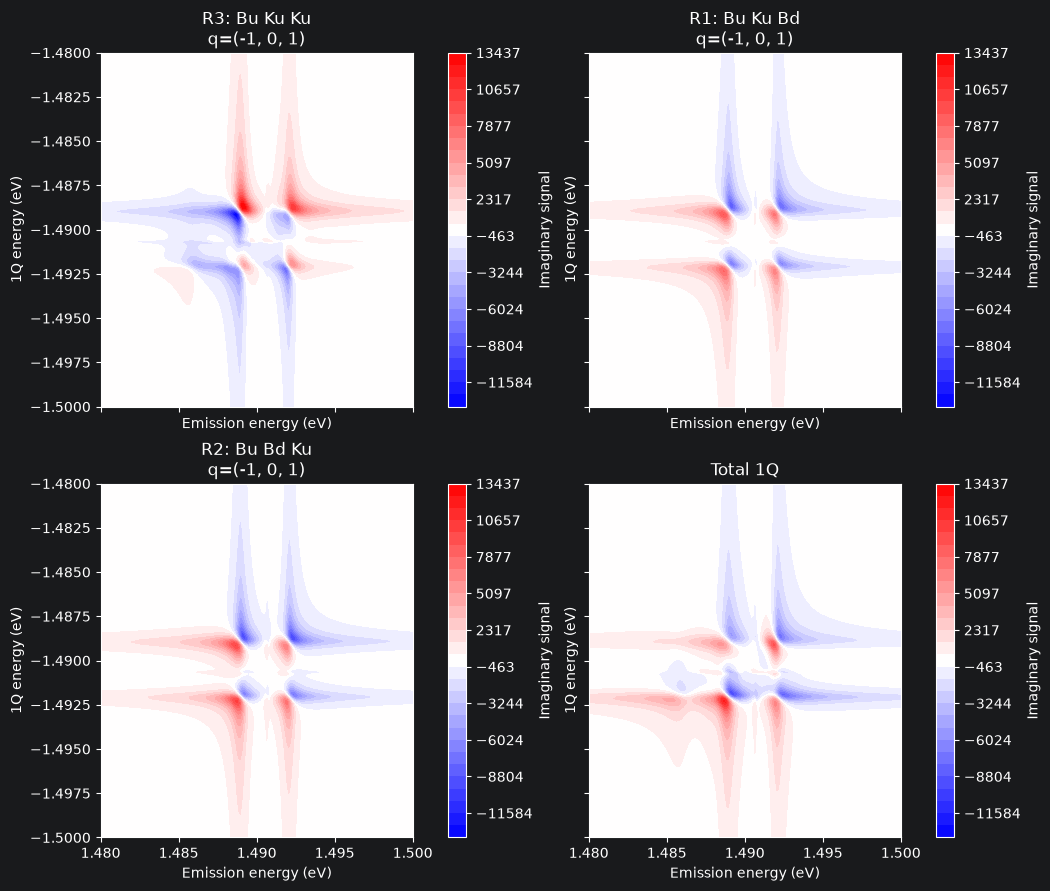 R3: Bu Ku Ku
q=(-1, 0, 1)
−1.4800
−1.4825
−1.4850
−1.4875
−1.4900
−1.4925
−1.4950
−1.4975
−1.5000
1Q energy (eV)
Emission energy (eV)
13437
10657
7877
5097
2317
−463
−3244
−6024
−8804
−11584
Imaginary signal
R1: Bu Ku Bd
q=(-1, 0, 1)
1Q energy (eV)
Emission energy (eV)
13437
10657
7877
5097
2317
−463
−3244
−6024
−8804
−11584
Imaginary signal
R2: Bu Bd Ku
q=(-1, 0, 1)
−1.4800
−1.4825
−1.4850
−1.4875
−1.4900
−1.4925
−1.4950
−1.4975
−1.5000
1Q energy (eV)
1.480 1.485 1.490 1.495 1.500
Emission energy (eV)
13437
10657
7877
5097
2317
−463
−3244
−6024
−8804
−11584
Imaginary signal
Total 1Q
1Q energy (eV)
1.480 1.485 1.490 1.495 1.500
Emission energy (eV)
13437
10657
7877
5097
2317
−463
−3244
−6024
−8804
−11584
Imaginary signal